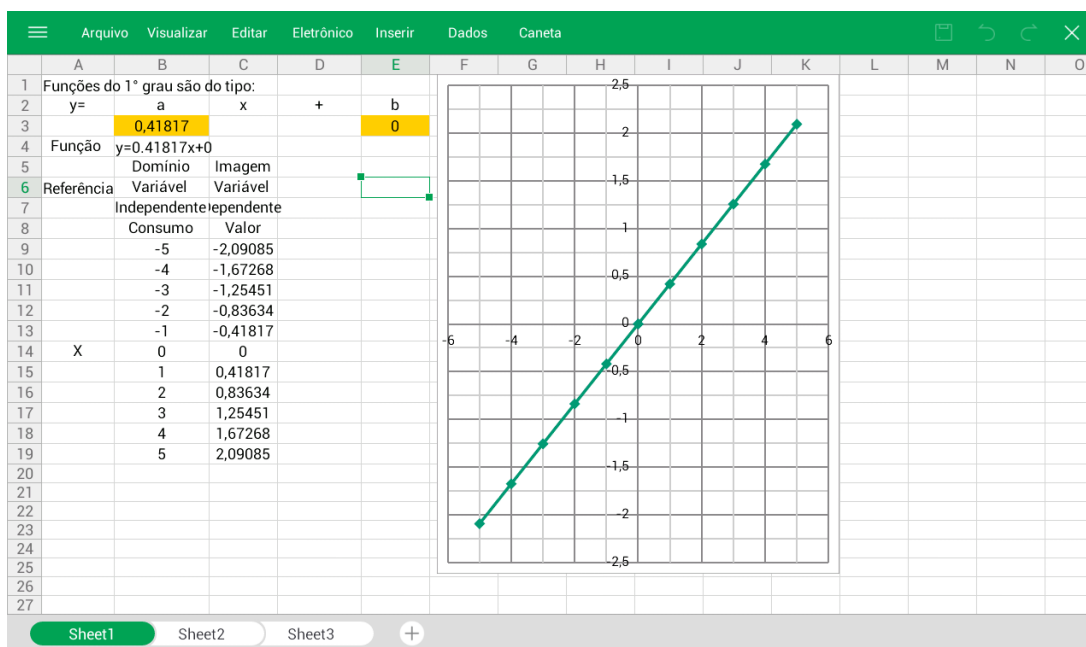 Arquivo Visualizar Editar Eletrônico Inserir Dados Caneta
A B C D E F G H I J K L M N O
1 Funções do 1° grau são do tipo:
2 y= a x + b
3 0,41817 0
4 Função y=0.41817x+0
5 Domínio Imagem
6 Referência Variável Variável
7 Independente ependente
8 Consumo Valor
9 -5 -2,09085
10 -4 -1,67268
11 -3 -1,25451
12 -2 -0,83634
13 -1 -0,41817
14 X 0 0
15 1 0,41817
16 2 0,83634
17 3 1,25451
18 4 1,67268
19 5 2,09085
20
21
22
23
24
25
26
27
2,5
2
1,5
1
0,5
0
-6 -4 -2 0 2 4 6
-0,5
-1
-1,5
-2
-2,5
Sheet1 Sheet2 Sheet3 +